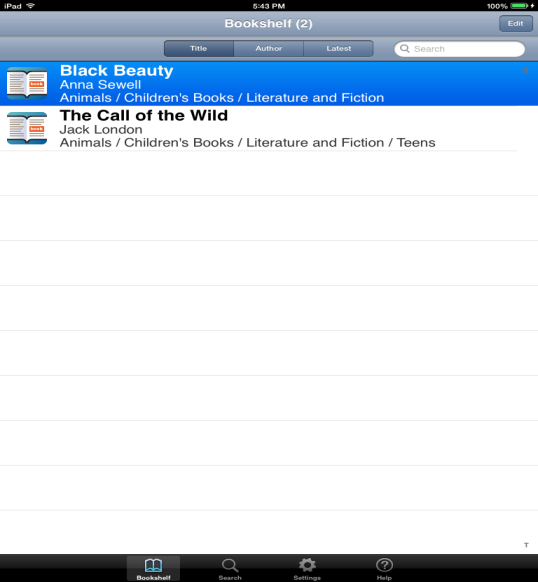 iPad 5:43 PM 100%
Bookshelf (2) Edit
Title Author Latest Search
Black Beauty
Anna Sewell
Animals / Children's Books / Literature and Fiction
book
The Call of the Wild
Jack London
Animals / Children's Books / Literature and Fiction / Teens
book
T
Bookshelf Search Settings Help